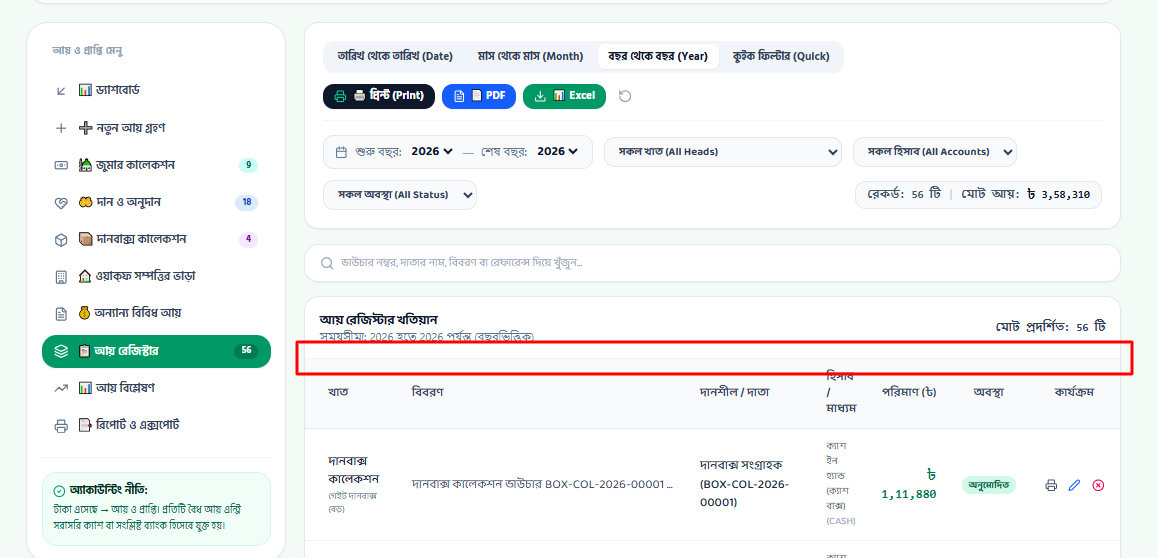 আয় ও প্রাপ্তি মেনু
ড্যাশবোর্ড
নতুন আয় গ্রহণ
জুমার কালেকশন 9
দান ও অনুদান 18
দানবাক্স কালেকশন 4
ওয়াক্ফ সম্পত্তির ভাড়া
অন্যান্য বিবিধ আয়
আয় রেজিস্টার 56
আয় বিশ্লেষণ
রিপোর্ট ও এক্সপোর্ট
অ্যাকাউন্টিং নীতি:
টাকা এসেছে → আয় ও প্রাপ্তি। প্রতিটি বৈধ আয় এন্ট্রি
সরাসরি ক্যাশ বা সংশ্লিষ্ট ব্যাংক হিসেবে যুক্ত হয়।
তারিখ থেকে তারিখ (Date) মাস থেকে মাস (Month) বছর থেকে বছর (Year) কুইক ফিল্টার (Quick)
প্রিন্ট (Print) PDF Excel
শুরু বছর: 2026 — শেষ বছর: 2026 সকল খাত (All Heads) সকল হিসাব (All Accounts)
সকল অবস্থা (All Status) রেকর্ড: 56 টি | মোট আয়: ৳ 3,58,310
ভাউচার নম্বর, দাতার নাম, বিবরণ বা রেফারেন্স দিয়ে খুঁজুন...
আয় রেজিস্টার খতিয়ান
সময়সীমা: 2026 হতে 2026 পর্যন্ত (বছরভিত্তিক)
মোট প্রদর্শিত: 56 টি
খাত বিবরণ দানশীল / দাতা হিসাব / মাধ্যম পরিমাণ (৳) অবস্থা কার্যক্রম
দানবাক্স
কালেকশন
গেইট দানবাক্স
(বড়)
দানবাক্স কালেকশন ভাউচার BOX-COL-2026-00001 ...
দানবাক্স সংগ্রাহক
(BOX-COL-2026-
00001)
ক্যাশ
ইন
হ্যান্ড
(ক্যাশ
বাক্স)
(CASH)
৳
1,11,880
অনুমোদিত